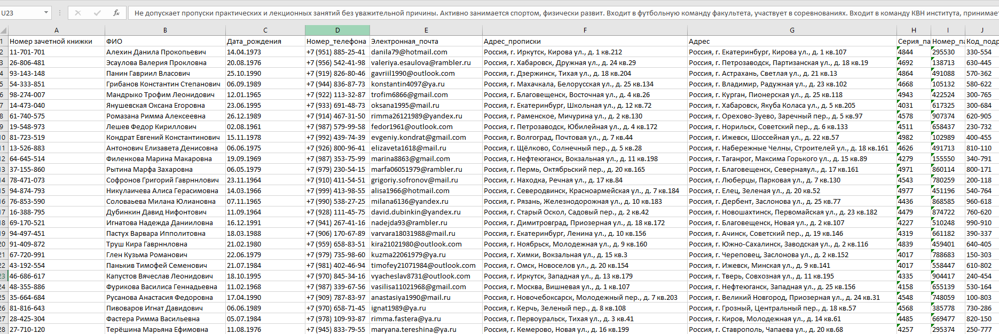 U23 fx Не допускает пропуски практических и лекционных занятий без уважительной причины. Активно занимается спортом, физически развит. Входит в футбольную команду факультета, участвует в соревнованиях. Входит в команду КВН института, принимае
A B C D E F G H I J
1 Номер зачетной книжки ФИО Дата_рождения Номер_телефона Электронная_почта Адрес_прописки Адрес Серия_па Номер_па Код_подр
2 11-701-701 Алехин Данила Прокопьевич 14.04.1973 +7 (951) 885-25-41 danila79@hotmail.com Россия, г. Иркутск, Кирова ул., д. 1 кв.212 Россия, г. Екатеринбург, Кирова ул., д. 1 кв.107 4844 295530 330-554
3 26-806-481 Эсаулова Валерия Прокловна 20.08.1976 +7 (956) 542-41-98 valeriya.esaulova@rambler.ru Россия, г. Хабаровск, Дружная ул., д. 24 кв.29 Россия, г. Петрозаводск, Партизанская ул., д. 18 кв.19 4692 138713 630-445
4 93-143-148 Панин Гавриил Власович 25.10.1990 +7 (919) 826-80-46 gavriil1990@outlook.com Россия, г. Дзержинск, Тихая ул., д. 18 кв.204 Россия, г. Астрахань, Светлая ул., д. 21 кв.13 4864 491088 570-362
5 54-333-851 Грибанов Константин Степанович 06.09.1989 +7 (944) 836-87-73 konstantin4097@ya.ru Россия, г. Махачкала, Белорусская ул., д. 25 кв.134 Россия, г. Владимир, Радужная ул., д. 23 кв.102 4668 105132 580-622
6 98-274-007 Мандрыко Трофим Леонидович 12.01.1965 +7 (922) 113-32-87 trofim6866@gmail.com Россия, г. Благовещенск, Восточная ул., д. 4 кв.26 Россия, г. Курган, Пионерская ул., д. 25 кв.118 4943 422524 300-765
7 14-473-040 Янушевская Оксана Егоровна 23.06.1995 +7 (933) 691-48-73 oksana1995@mail.ru Россия, г. Екатеринбург, Школьная ул., д. 12 кв.72 Россия, г. Хабаровск, Якуба Коласа ул., д. 5 кв.205 4031 617325 300-684
8 61-740-575 Ромазана Римма Алексеевна 26.12.1989 +7 (914) 467-31-50 rimma26121989@yandex.ru Россия, г. Раменское, Мичурина ул., д. 2 кв.130 Россия, г. Орехово-Зуево, Заречный пер., д. 5 кв.97 4578 907374 620-905
9 19-548-973 Лешев Федор Кириллович 02.08.1961 +7 (987) 579-99-58 fedor1961@outlook.com Россия, г. Петрозаводск, Юбилейная ул., д. 4 кв.172 Россия, г. Норильск, Советский пер., д. 6 кв.133 4511 658437 230-732
10 81-723-519 Кондрат Евгений Константинович 15.11.1978 +7 (992) 439-74-39 evgeniy.kondrat@gmail.com Россия, г. Волгоград, Почтовая ул., д. 7 кв.44 Россия, г. Ижевск, Шоссейная ул., д. 22 кв.57 4982 102989 400-455
11 13-526-883 Антонович Елизавета Денисовна 06.06.1975 +7 (926) 800-96-41 elizaveta1618@mail.ru Россия, г. Щёлково, Солнечный пер., д. 5 кв.28 Россия, г. Набережные Челны, Строителей ул., д. 18 кв.161 4626 491713 810-110
12 64-645-514 Филенкова Марина Макаровна 19.09.1969 +7 (987) 353-75-99 marina8863@gmail.com Россия, г. Нефтеюганск, Вокзальная ул., д. 11 кв.198 Россия, г. Таганрог, Максима Горького ул., д. 15 кв.89 4279 155550 340-791
13 37-155-860 Рытина Марфа Захаровна 06.05.1979 +7 (979) 230-54-15 marfa06051979@rambler.ru Россия, г. Пермь, Октябрьский пер., д. 20 кв.165 Россия, г. Благовещенск, Севернаяул., д. 17 кв.161 4971 860114 800-171
14 78-471-073 Софронов Григорий Гаврннлович 23.11.1964 +7 (910) 411-54-51 grigoriy.sofronov@mail.ru Россия, г. Находка, Речная ул., д. 17 кв.84 Россия, г. Люберцы, Парковая ул., д. 7 кв.130 4543 780259 200-118
15 94-874-793 Никулаичева Алиса Герасимовна 14.03.1966 +7 (999) 413-98-55 alisa1966@hotmail.com Россия, г. Северодвинск, Красноармейская ул., д. 7 кв.184 Россия, г. Елец, Зеленая ул., д. 20 кв.52 4977 451196 540-764
16 76-853-590 Соловаьева Милана Юлиановна 07.11.1965 +7 (990) 538-27-25 milana6136@yandex.ru Россия, г. Рязань, Железнодорожная ул., д. 10 кв.183 Россия, г. Дербент, Заслонова ул., д. 25 кв.77 4436 868585 960-618
17 16-388-795 Дубинкин Давид Нифонтович 11.09.1964 +7 (928) 111-45-75 david.dubinkin@yandex.ru Россия, г. Старый Оскол, Садовый пер., д. 2 кв.42 Россия, г. Новошахтинск, Первомайская ул., д. 23 кв.182 4479 874722 760-620
18 69-170-521 Игнатова Надежда Данииловна 16.12.1991 +7 (941) 267-41-16 nadejda93@rambler.ru Россия, г. Димитровград, Приозерная ул., д. 18 кв.172 Россия, г. Благовещенск, Новая ул., д. 2 кв.107 4227 510248 990-910
19 94-497-451 Пастух Варвара Ипполитовна 18.03.1988 +7 (906) 170-67-89 varvara18031988@mail.ru Россия, г. Екатеринбург, Ленина ул., д. 10 кв.156 Россия, г. Ачинск, Советский пер., д. 19 кв.146 4319 661182 390-337
20 91-409-872 Труш Кира Гаврннловна 21.02.1980 +7 (959) 658-83-51 kira21021980@outlook.com Россия, г. Ноябрьск, Молодежная ул., д. 9 кв.160 Россия, г. Южно-Сахалинск, Заводская ул., д. 2 кв.116 4839 459401 640-405
21 67-720-991 Глен Кузьма Романович 22.06.1979 +7 (979) 735-98-60 kuzma22061979@ya.ru Россия, г. Химки, Вокзальная ул., д. 15 кв.3 Россия, г. Череповец, Заслонова ул., д. 2 кв.152 4017 788683 150-303
22 43-192-554 Панькив Тимофей Семенович 21.07.1984 +7 (981) 402-46-94 timofey21071984@outlook.com Россия, г. Омск, Новоселов ул., д. 20 кв.154 Россия, г. Ижевск, Минская ул., д. 9 кв.141 4017 558447 610-802
23 46-686-617 Капустов Вячеслав Леонидович 18.10.1995 +7 (970) 845-34-16 vyacheslav8731@outlook.com Россия, г. Иркутск, Западная ул., д. 13 кв.179 Россия, г. Тверь, Совхозная ул., д. 11 кв.195 4335 904417 240-454
24 48-355-886 Фурикова Василиса Геннадьевна 11.02.1968 +7 (987) 339-67-56 vasilisa11021968@gmail.com Россия, г. Москва, Вишневая ул., д. 1 кв.107 Россия, г. Нефтеюганск, Западная ул., д. 25 кв.156 4158 655139 530-164
25 35-664-684 Русанова Анастасия Федоровна 17.04.1990 +7 (909) 787-83-97 anastasiya1990@mail.ru Россия, г. Новочебоксарск, Молодежный пер., д. 7 кв.203 Россия, г. Великий Новгород, Приозерная ул., д. 24 кв.31 4548 748059 100-803
26 81-816-643 Пивоваров Игнат Давидович 06.06.1989 +7 (970) 658-71-45 ignat1989@ya.ru Россия, г. Керчь, Зеленый пер., д. 8 кв.108 Россия, г. Грозный, Центральный пер., д. 18 кв.57 4568 385778 730-286
27 28-425-304 Фастера Римма Васильевна 05.07.1984 +7 (978) 109-93-87 rimma.fastera@ya.ru Россия, г. Первоуральск, Тихая ул., д. 3 кв.41 Россия, г. Киров, Молодежная ул., д. 14 кв.61 4485 669477 820-150
28 27-710-120 Терёшина Марьяна Ефимовна 11.08.1976 +7 (945) 833-79-55 maryana.tereshina@ya.ru Россия, г. Кемерово, Новая ул., д. 16 кв.199 Россия, г. Ставрополь, Чапаева ул., д. 20 кв.68 4257 295374 250-777